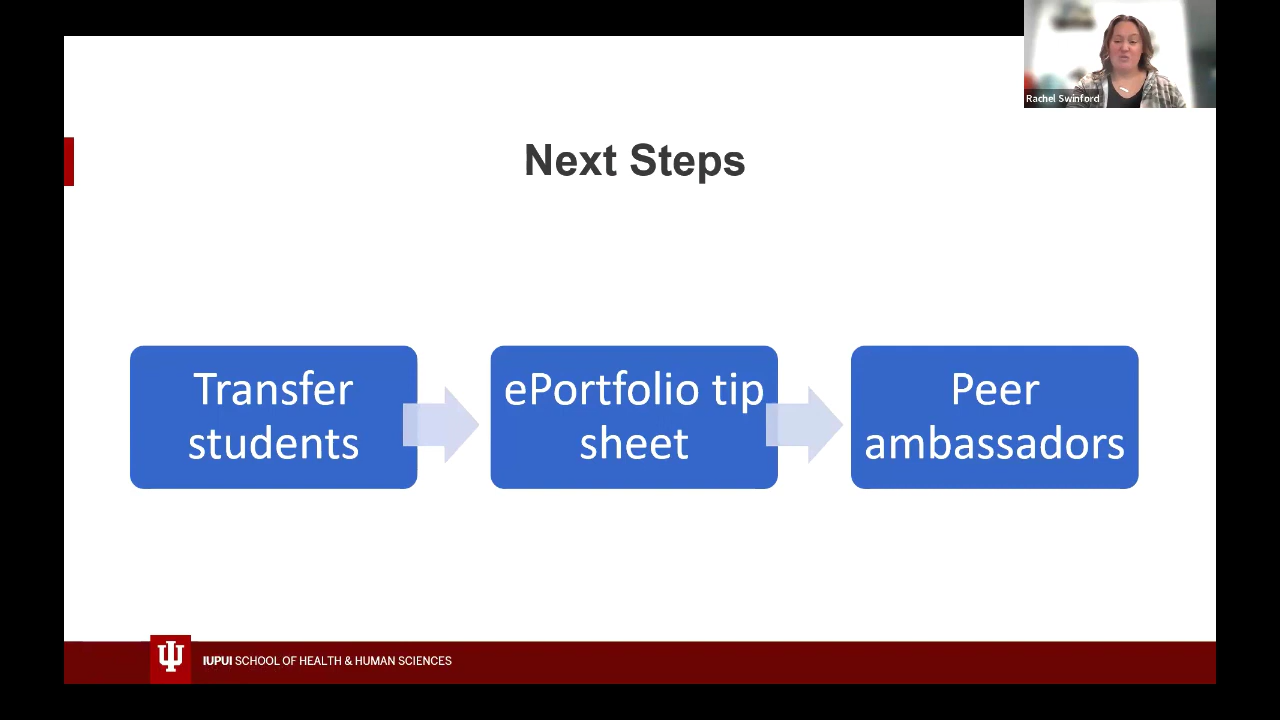 Rachel Swinford
Next Steps
Transfer
students
ePortfolio tip
sheet
Peer
ambassadors
IUPUI SCHOOL OF HEALTH & HUMAN SCIENCES